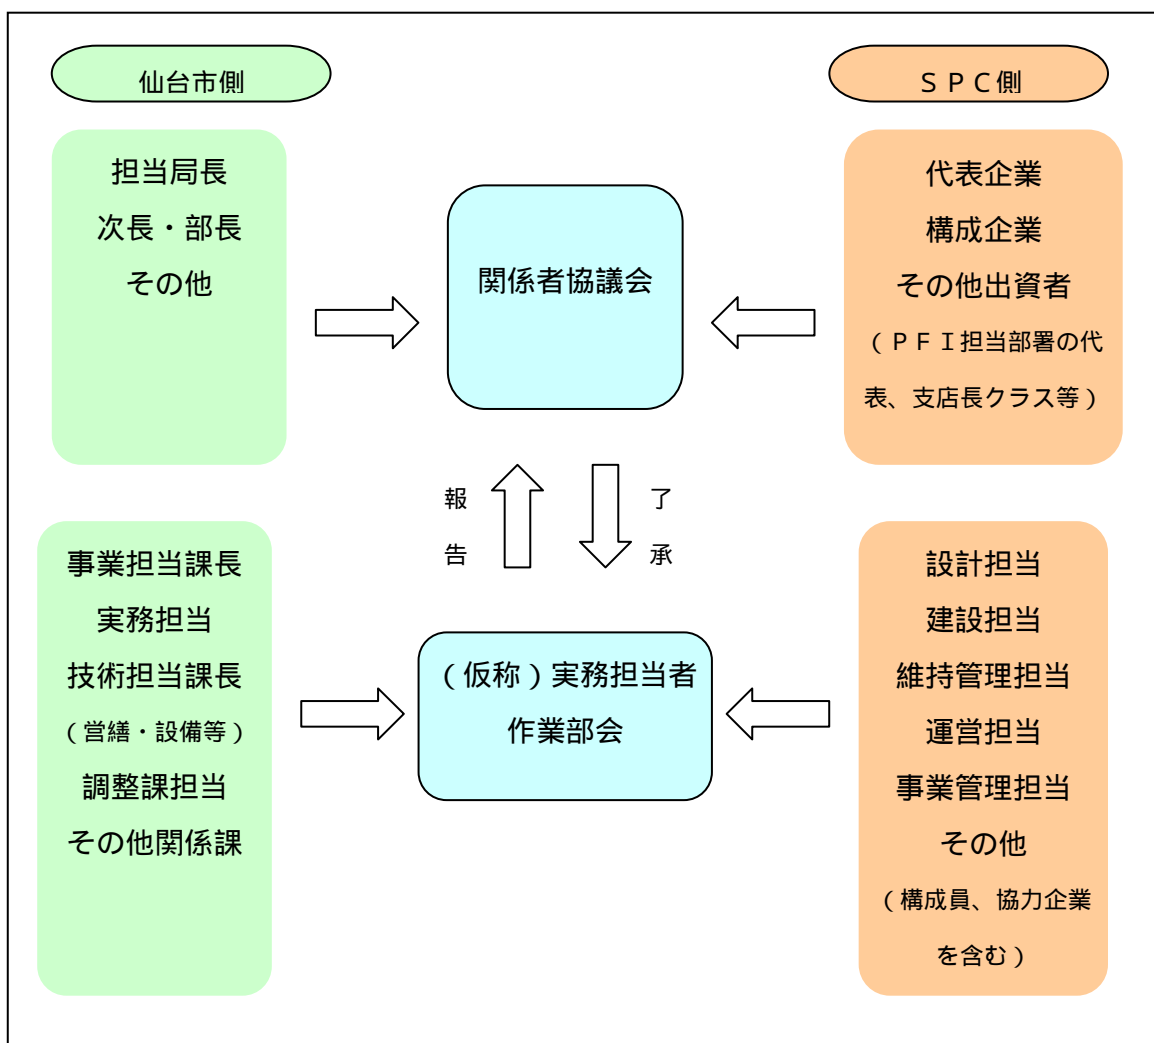 仙台市側
ＳＰＣ側
担当局長
次長・部長
その他
関係者協議会
代表企業
構成企業
その他出資者
（ＰＦＩ担当部署の代
表、支店長クラス等）
報
告
了
承
事業担当課長
実務担当
技術担当課長
（営繕・設備等）
調整課担当
その他関係課
（仮称）実務担当者
作業部会
設計担当
建設担当
維持管理担当
運営担当
事業管理担当
その他
（構成員、協力企業
を含む）